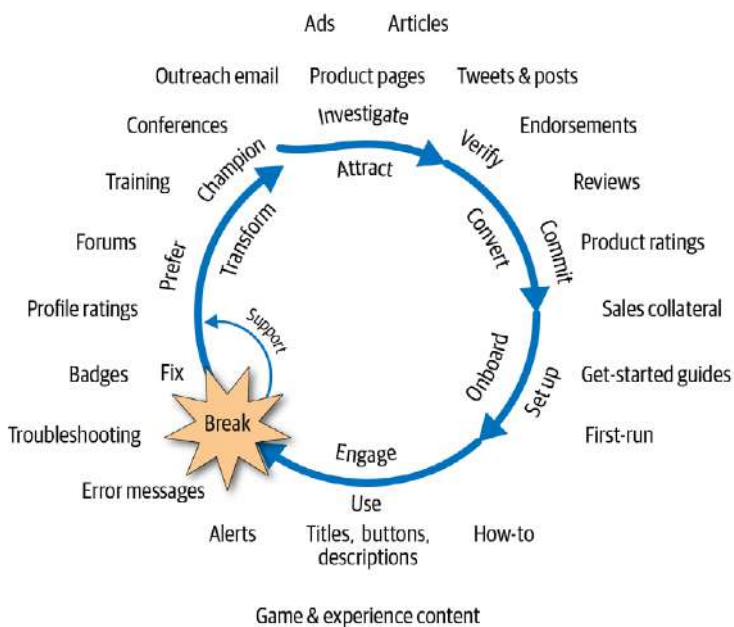 Ads
Articles
Outreach email
Product pages
Tweets & posts
Conferences
Investigate
Verify
Endorsements
Champion
Attract
Training
Reviews
Transform
Convert
Commit
Forums
Prefer
Product ratings
Profile ratings
Support
Sales collateral
Onboard
Set up
Badges
Fix
Get-started guides
Troubleshooting
Break
First-run
Engage
Error messages
Use
Alerts
Titles, buttons,
descriptions
How-to
Game & experience content